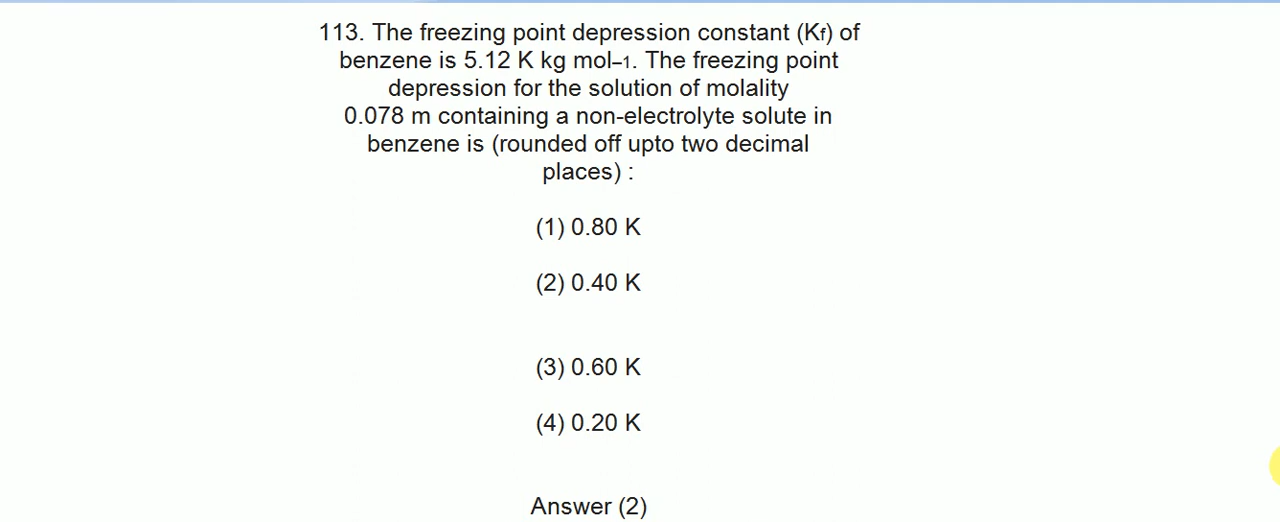 113. The freezing point depression constant (Kf) of
benzene is 5.12 K kg mol–1. The freezing point
depression for the solution of molality
0.078 m containing a non-electrolyte solute in
benzene is (rounded off upto two decimal
places) :
(1) 0.80 K
(2) 0.40 K
(3) 0.60 K
(4) 0.20 K
Answer (2)